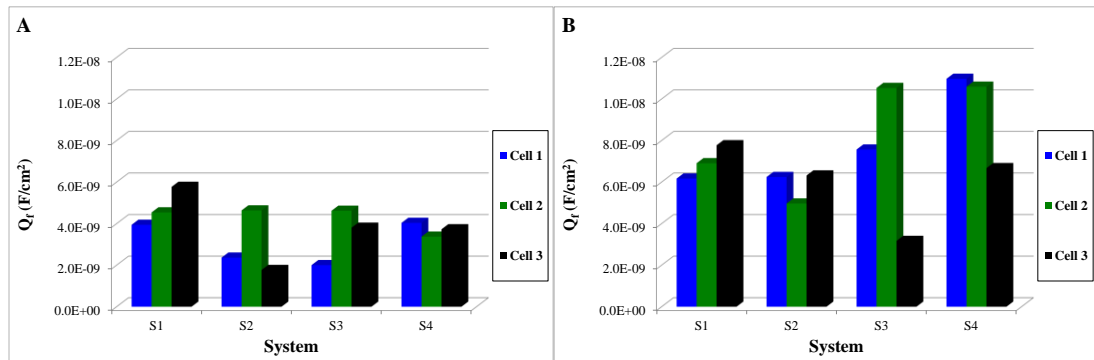 A
1.2E-08
1.0E-08
8.0E-09
6.0E-09
4.0E-09
2.0E-09
0.0E+00
Qf (F/cm²)
S1 S2 S3 S4
System
Cell 1
Cell 2
Cell 3
B
1.2E-08
1.0E-08
8.0E-09
6.0E-09
4.0E-09
2.0E-09
0.0E+00
Qf (F/cm²)
S1 S2 S3 S4
System
Cell 1
Cell 2
Cell 3